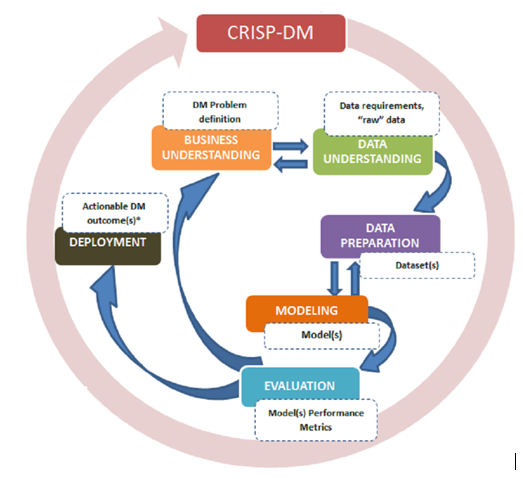 CRISP-DM
DM Problem
definition
BUSINESS
UNDERSTANDING
Data requirements,
"raw" data
DATA
UNDERSTANDING
Actionable DM
outcome(s)*
DEPLOYMENT
DATA
PREPARATION
Dataset(s)
MODELING
Model(s)
EVALUATION
Model(s) Performance
Metrics